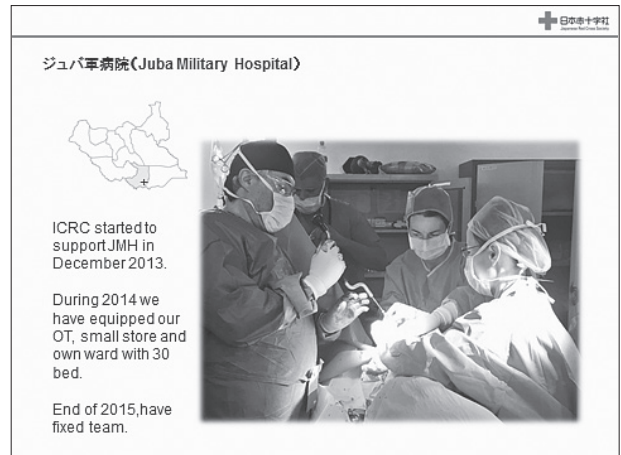 日本赤十字社
Japanese Red Cross Society
ジュバ軍病院(Juba Military Hospital)
ICRC started to
support JMH in
December 2013.
During 2014 we
have equipped our
OT, small store and
own ward with 30
bed.
End of 2015,have
fixed team.